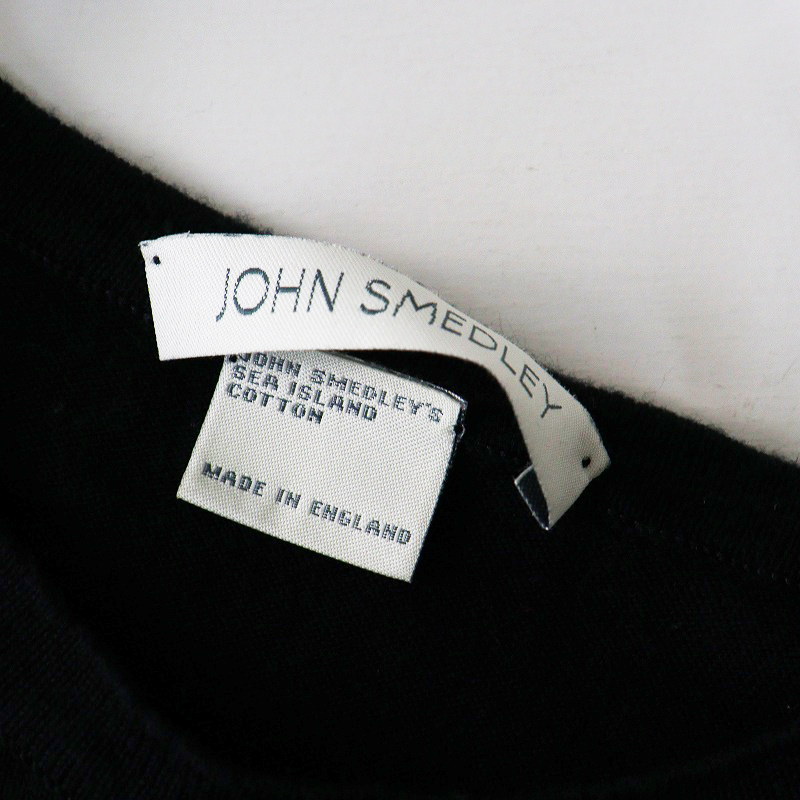 JOHN SMEDLEY
JOHN SMEDLEY'S
SEA ISLAND
COTTON
MADE IN ENGLAND